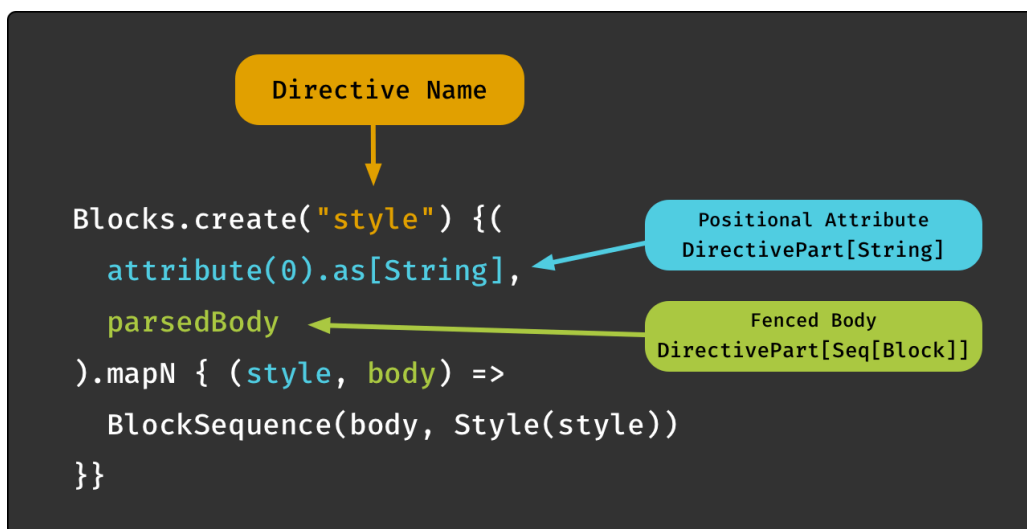 Directive Name
Blocks.create("style") {(
Positional Attribute
DirectivePart[String]
attribute(0).as[String],
parsedBody
Fenced Body
DirectivePart[Seq[Block]]
).mapN { (style, body) =>
BlockSequence(body, Style(style))
}}